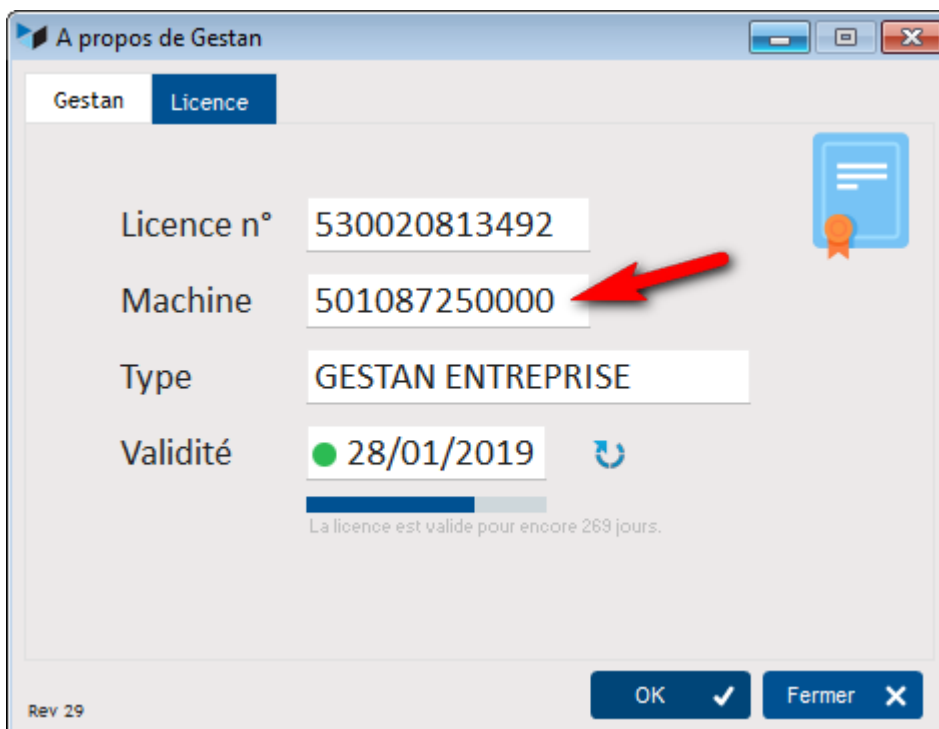 A propos de Gestan
Gestan
Licence
Licence n° 530020813492
Machine 501087250000
Type GESTAN ENTREPRISE
Validité 28/01/2019
La licence est valide pour encore 269 jours.
Rev 29
OK
Fermer